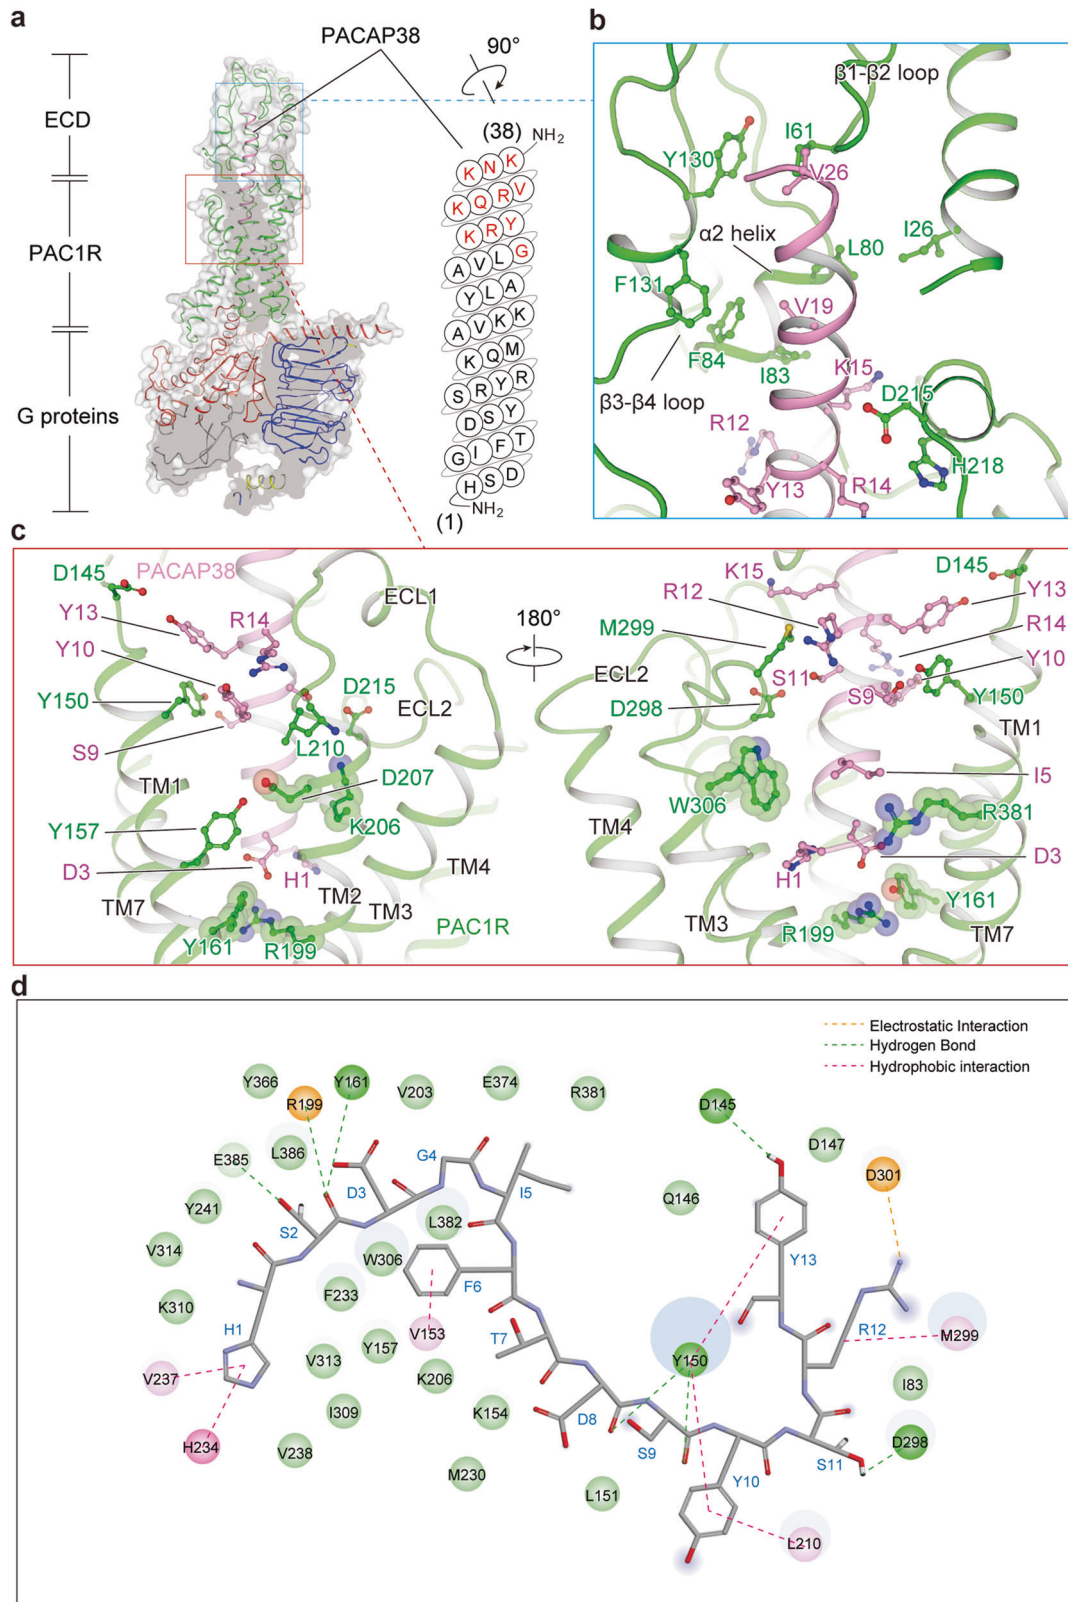 a
PACAP38
90°
ECD
PAC1R
G proteins
(38)
NH₂
K N K
K Q R V
K R Y
A V L G
Y L A
A V K K
K Q M
S R Y R
D S Y
G I F T
H S D
NH₂
(1)
b
β1-β2 loop
I61
Y130
V26
α2 helix
I26
L80
F131
V19
F84
I83
K15
β3-β4 loop
D215
R12
H218
Y13
R14
c
D145
PACAP38
ECL1
Y13
R14
Y10
Y150
D215
ECL2
L210
S9
TM1
D207
K206
Y157
TM4
D3
H1
TM2
TM7
TM3
Y161
R199
PAC1R
180°
K15
D145
R12
Y13
M299
R14
ECL2
S11
Y10
S9
D298
Y150
TM1
I5
W306
R381
TM4
D3
H1
Y161
TM3
R199
TM7
d
Electrostatic Interaction
Hydrogen Bond
Hydrophobic interaction
Y366
R199
Y161
V203
E374
R381
D145
D147
E385
L386
G4
D301
D3
I5
Q146
Y241
S2
L382
V314
W306
Y13
K310
F233
F6
H1
V153
T7
R12
M299
V313
Y157
Y150
V237
K206
I83
I309
D8
K154
H234
V238
S9
S11
D298
M230
Y10
L151
L210